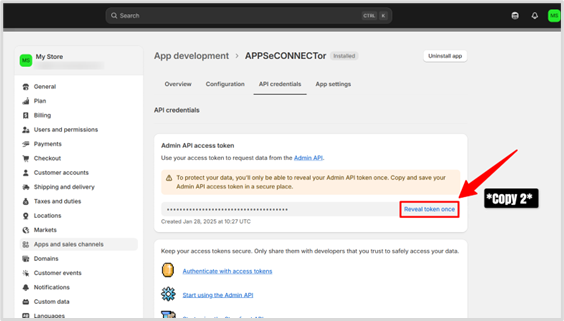 Search
CTRL
K
MS
MS
My Store
App development > APPSeCONNECTor
Installed
Uninstall app
Overview
Configuration
API credentials
App settings
General
Plan
Billing
Users and permissions
Payments
Checkout
Customer accounts
Shipping and delivery
Taxes and duties
Locations
Markets
Apps and sales channels
Domains
Customer events
Notifications
Custom data
Languages
API credentials
Admin API access token
Use your access token to request data from the Admin API.
To protect your data, you'll only be able to reveal your Admin API token once. Copy and save your
Admin API access token in a secure place.
Reveal token once
*Copy 2*
Created Jan 28, 2025 at 10:27 UTC
Keep your access tokens secure. Only share them with developers that you trust to safely access your data.
Authenticate with access tokens
Start using the Admin API